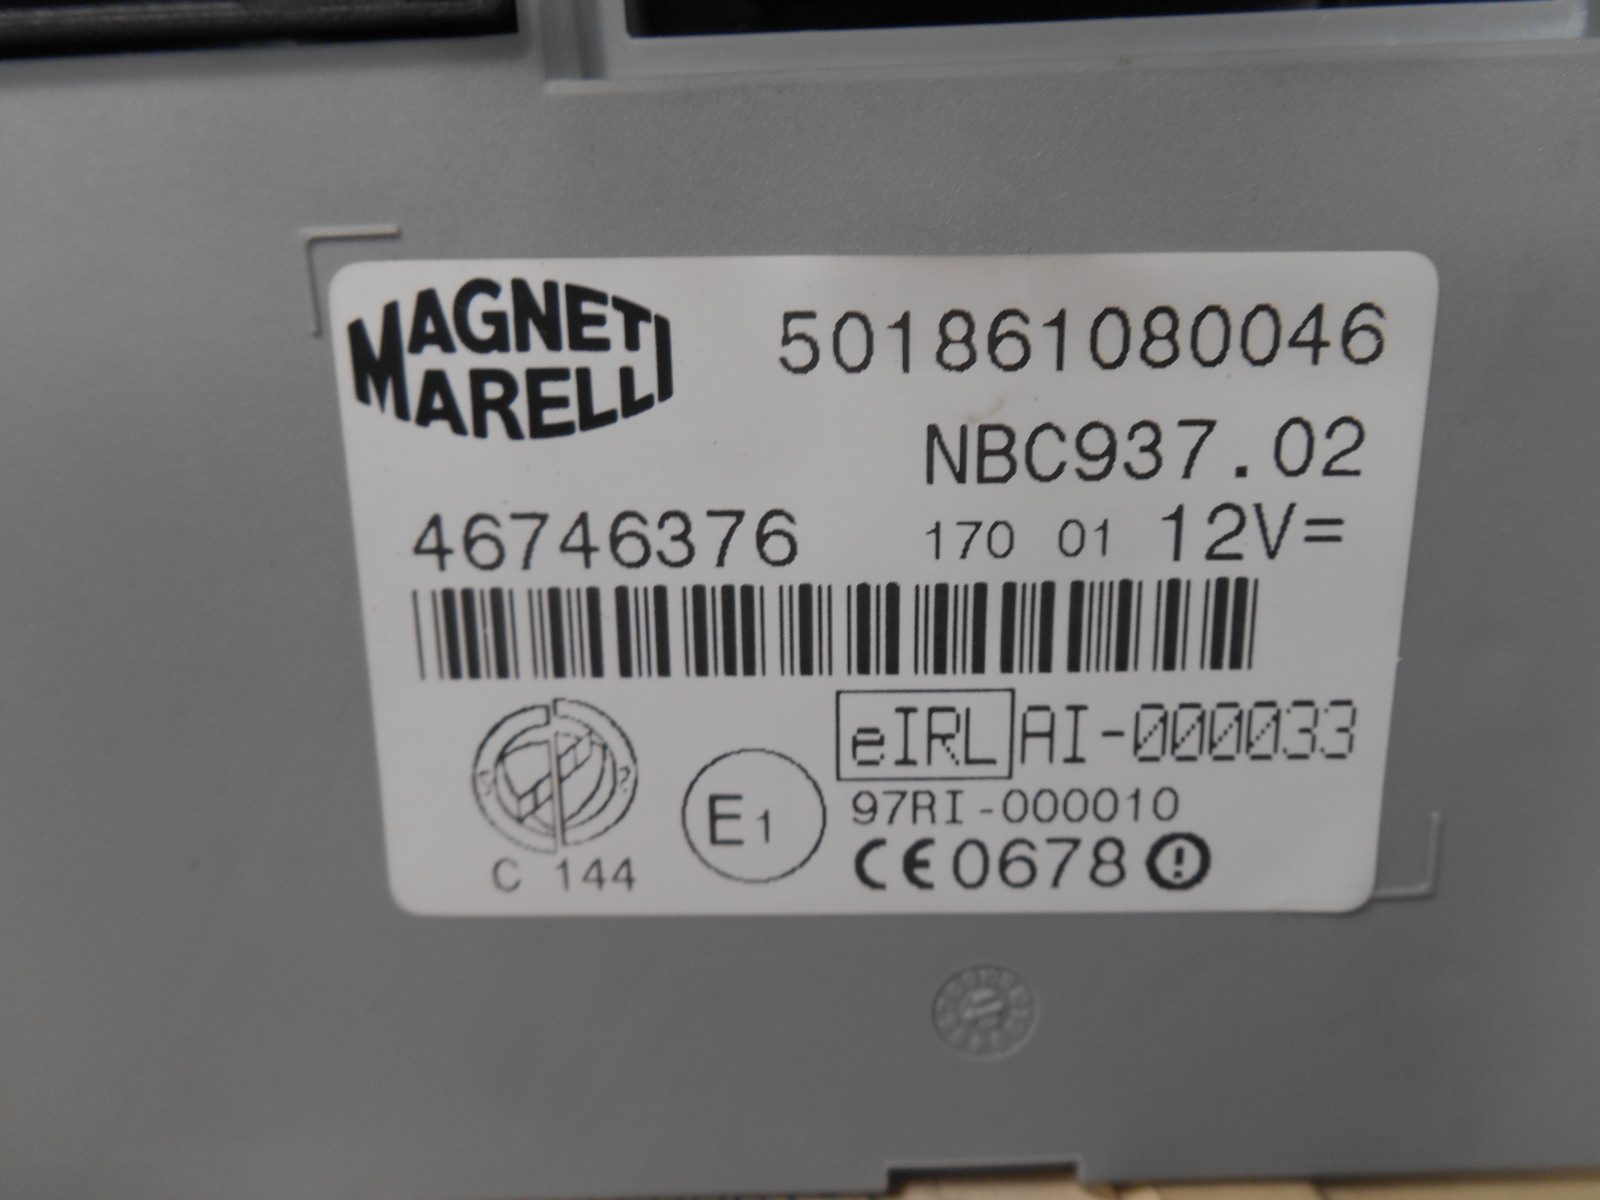 MAGNETI
MARELLI
501861080046
NBC937.02
46746376 170 01 12V=
eIRL AI-000033
97RI-000010
E1
CE0678
C 144